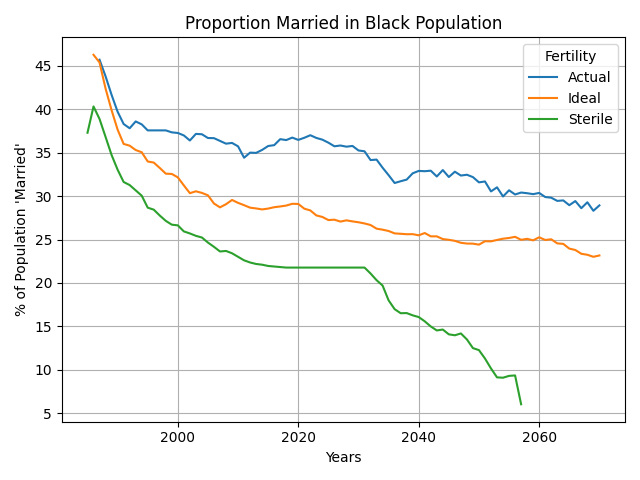 Proportion Married in Black Population
% of Population 'Married'
45
40
35
30
25
20
15
10
5
Fertility
Actual
Ideal
Sterile
2000 2020 2040 2060
Years